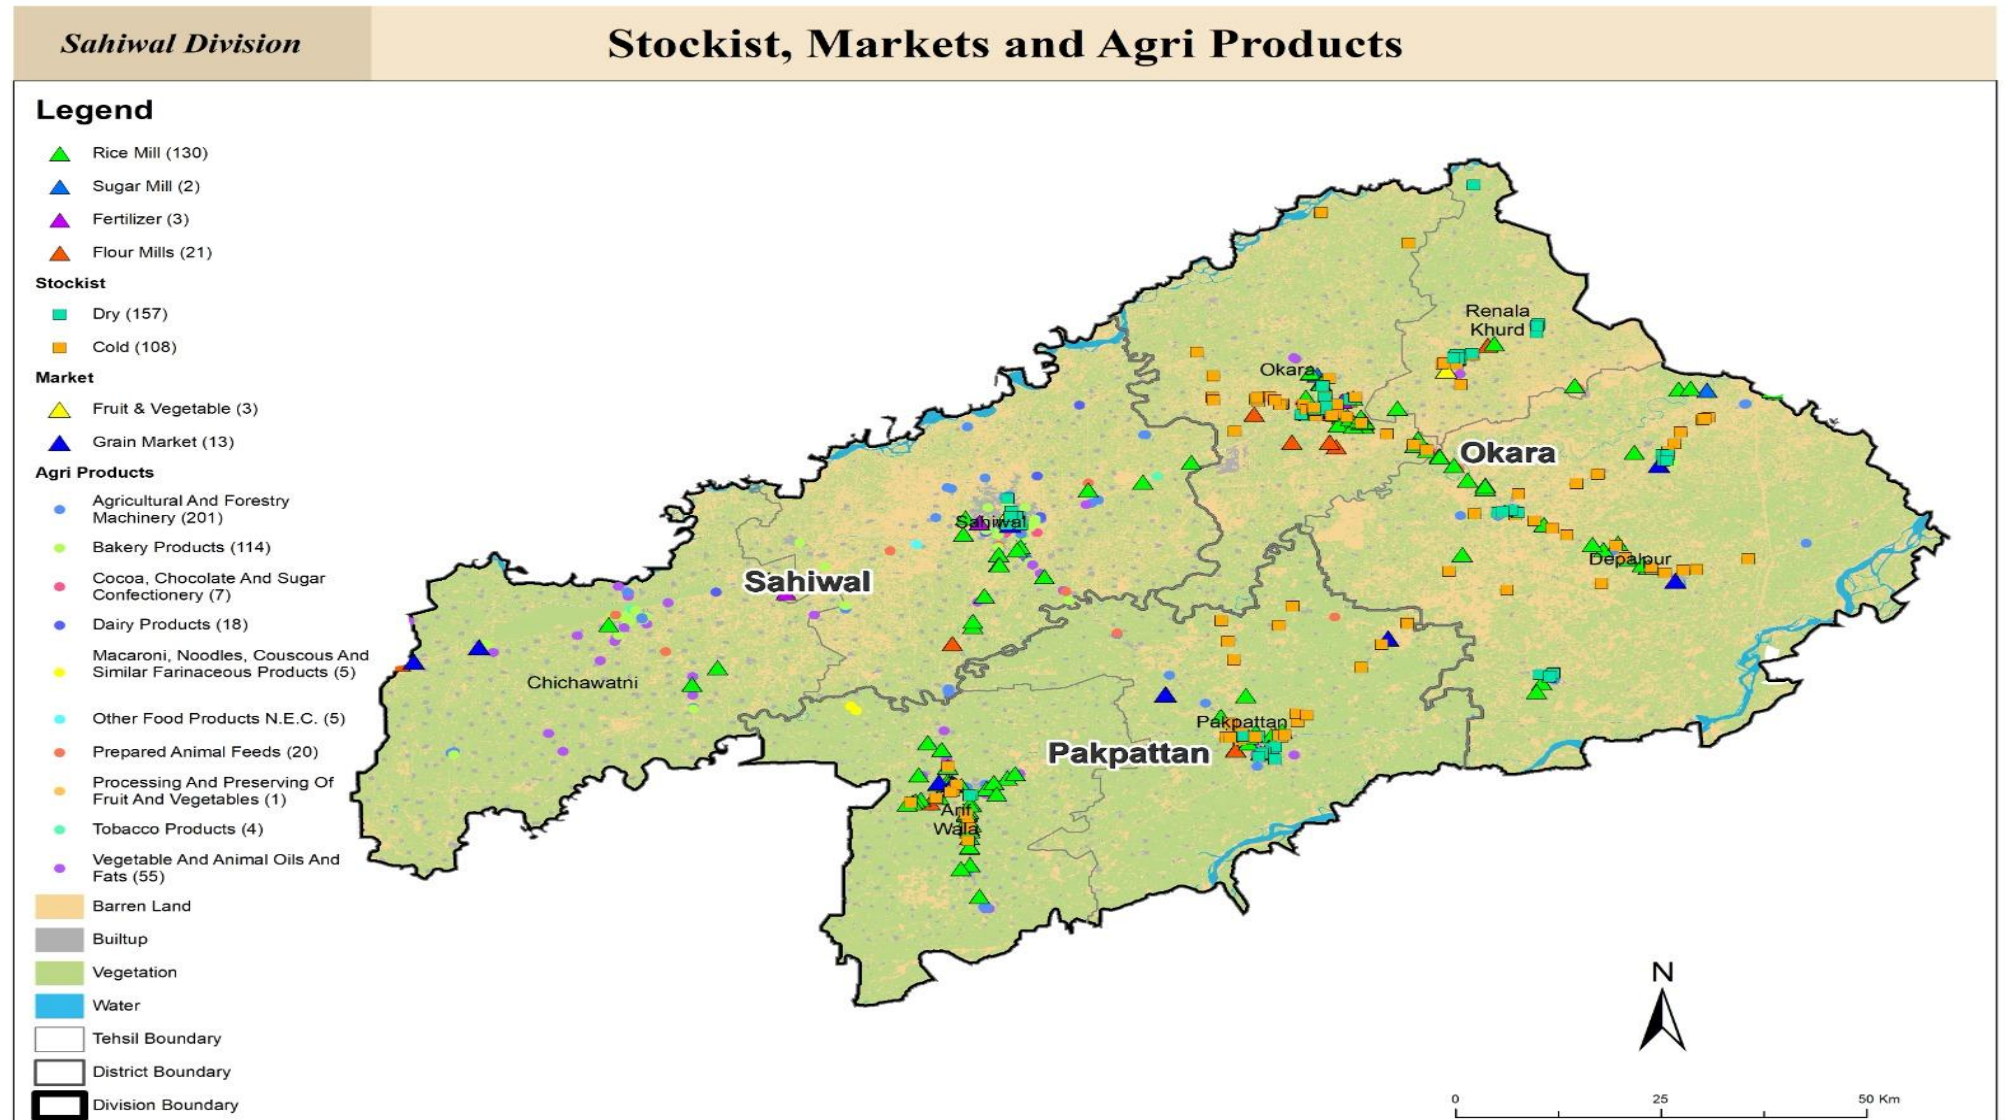 Sahiwal Division
Stockist, Markets and Agri Products
Legend
Rice Mill (130)
Sugar Mill (2)
Fertilizer (3)
Flour Mills (21)
Stockist
Dry (157)
Cold (108)
Market
Fruit & Vegetable (3)
Grain Market (13)
Agri Products
Agricultural And Forestry
Machinery (201)
Bakery Products (114)
Cocoa, Chocolate And Sugar
Confectionery (7)
Dairy Products (18)
Macaroni, Noodles, Couscous And
Similar Farinaceous Products (5)
Other Food Products N.E.C. (5)
Prepared Animal Feeds (20)
Processing And Preserving Of
Fruit And Vegetables (1)
Tobacco Products (4)
Vegetable And Animal Oils And
Fats (55)
Barren Land
Builtup
Vegetation
Water
Tehsil Boundary
District Boundary
Division Boundary
Renala
Khurd
Okara
Okara
Sahiwal
Depalpur
Sahiwal
Chichawatni
Pakpattan
Pakpattan
Arif
Wala
N
0 25 50 Km